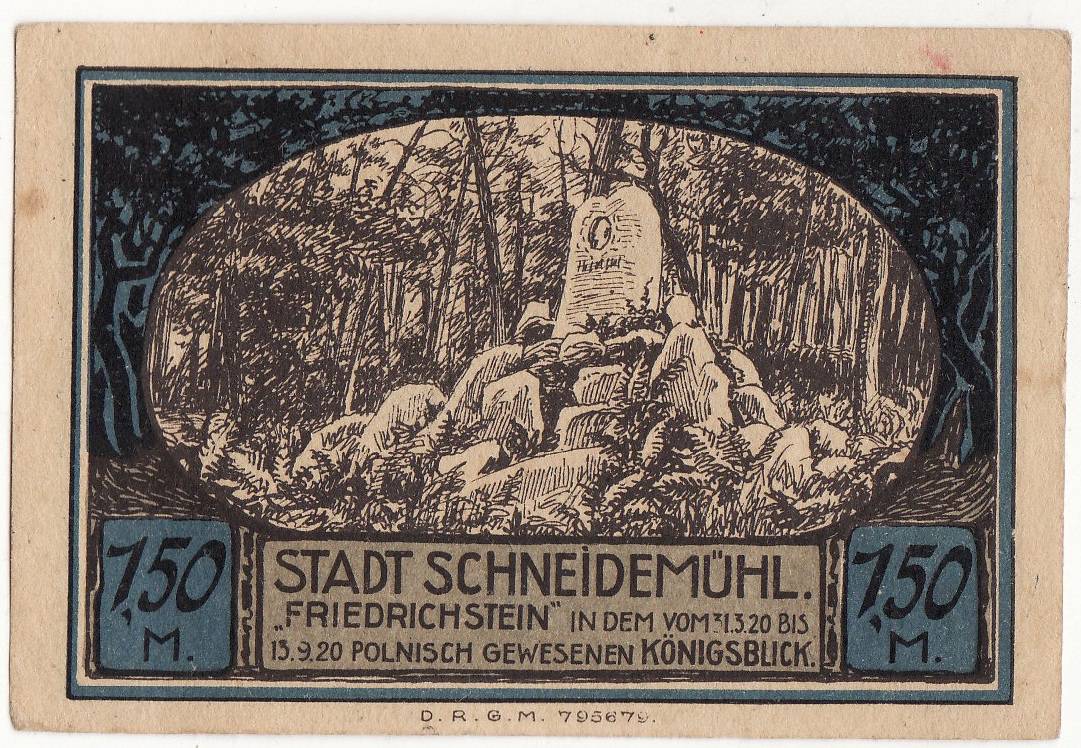 1,50
M.
STADT SCHNEIDEMÜHL.
„FRIEDRICHSTEIN" IN DEM VOM 31.3.20 BIS
13.9.20 POLNISCH GEWESENEN KÖNIGSBLICK.
1,50
M.
D. R. G. M. 795679.